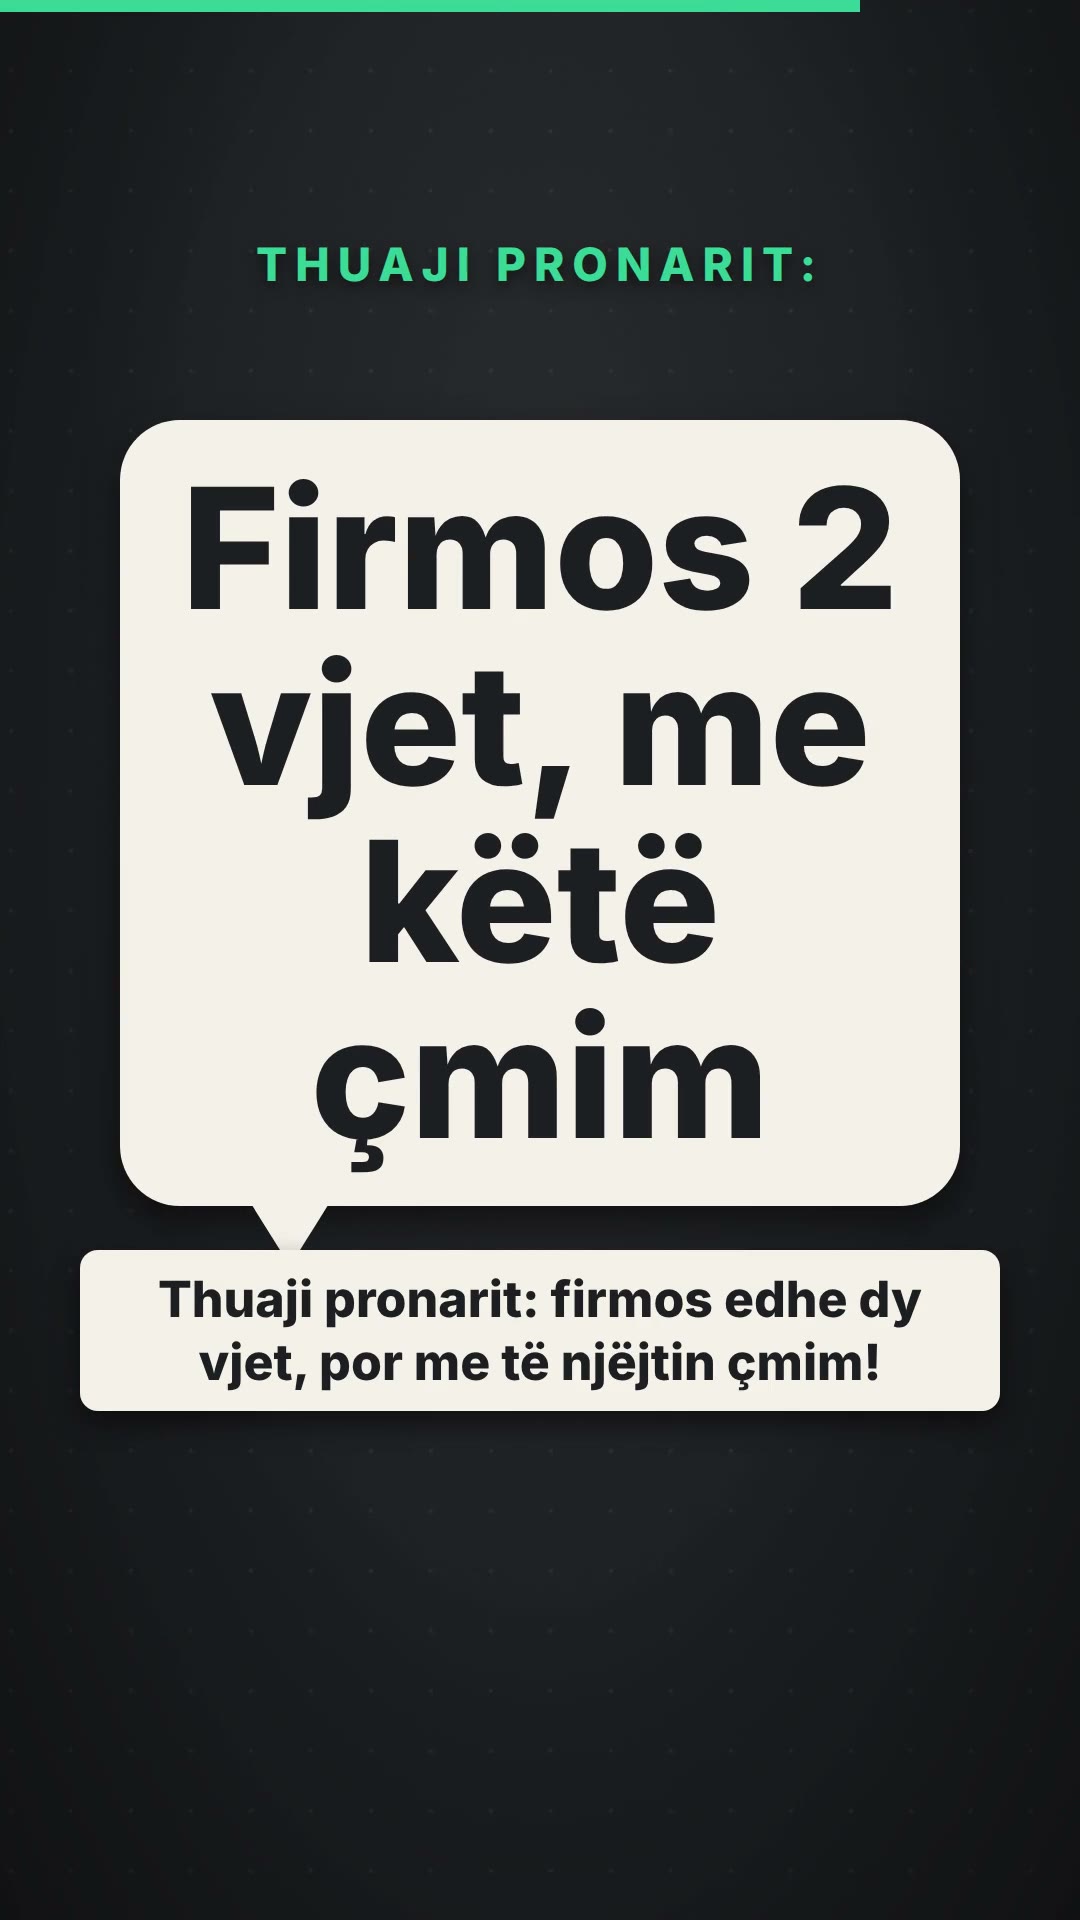 THUAJI PRONARIT:
Firmos 2
vjet, me
këtë
çmim
Thuaji pronarit: firmos edhe dy
vjet, por me të njëjtin çmim!